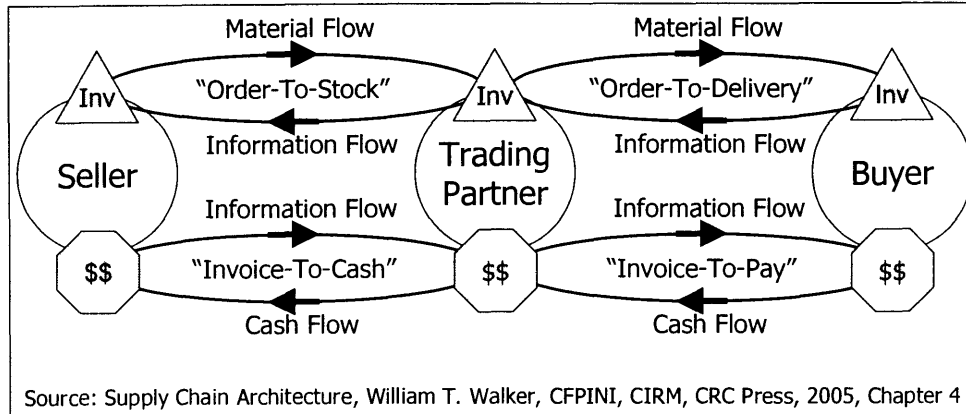 Material Flow Material Flow
Inv Inv Inv
"Order-To-Stock" "Order-To-Delivery"
Information Flow Information Flow
Seller Trading Partner Buyer
Information Flow Information Flow
$$ "Invoice-To-Cash" $$ "Invoice-To-Pay" $$
Cash Flow Cash Flow
Source: Supply Chain Architecture, William T. Walker, CFPINI, CIRM, CRC Press, 2005, Chapter 4